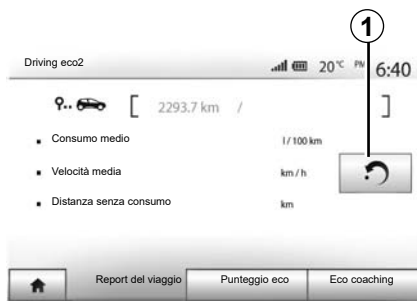 1
Driving eco2 20 °C PM 6:40
[ 2293.7 km / ]
Consumo medio l / 100 km
Velocità media km / h
Distanza senza consumo km
Report del viaggio Punteggio eco Eco coaching